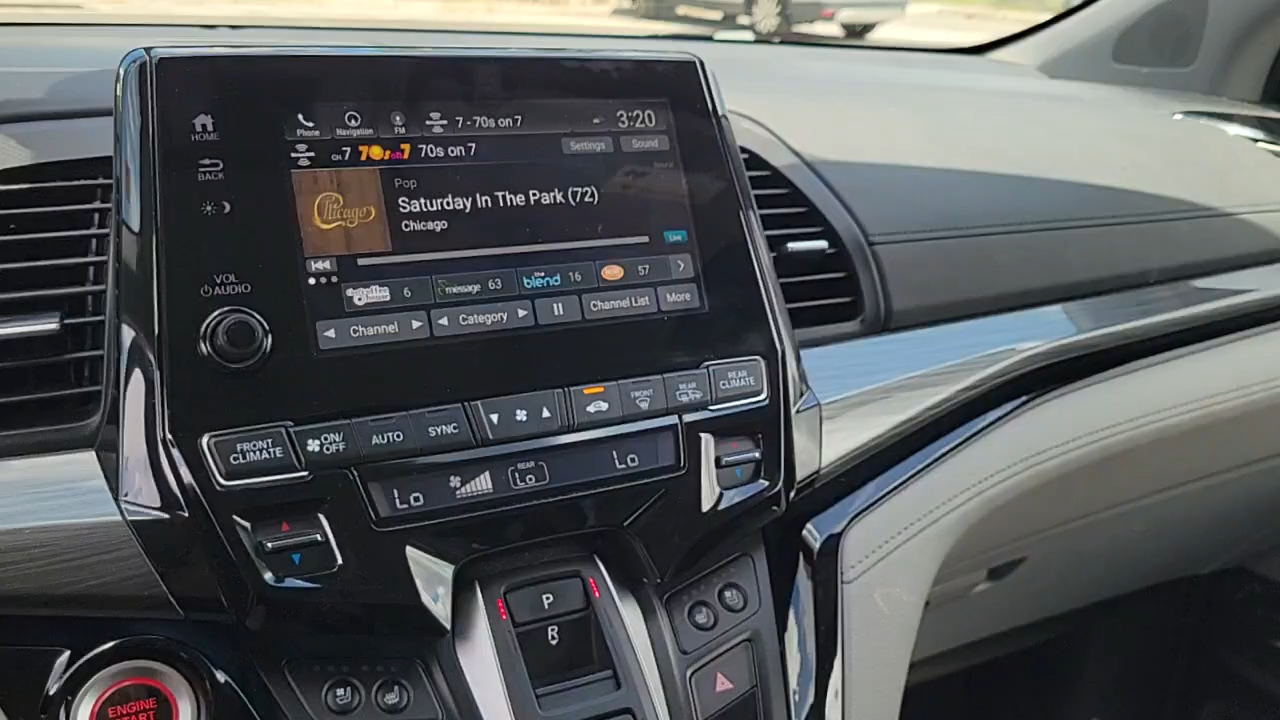 HOME
BACK
VOL
AUDIO
Phone
Navigation
FM
7 - 70s on 7
3:20
CH 7
70s on 7
70s on 7
Settings
Sound
Pop
Saturday In The Park (72)
Chicago
Chicago
Live
coffee house 6
message 63
the blend 16
57
Channel
Category
Channel List
More
FRONT CLIMATE
ON/ OFF
AUTO
SYNC
FRONT
REAR
REAR CLIMATE
Lo
REAR
Lo
Lo
P
R
ENGINE
START